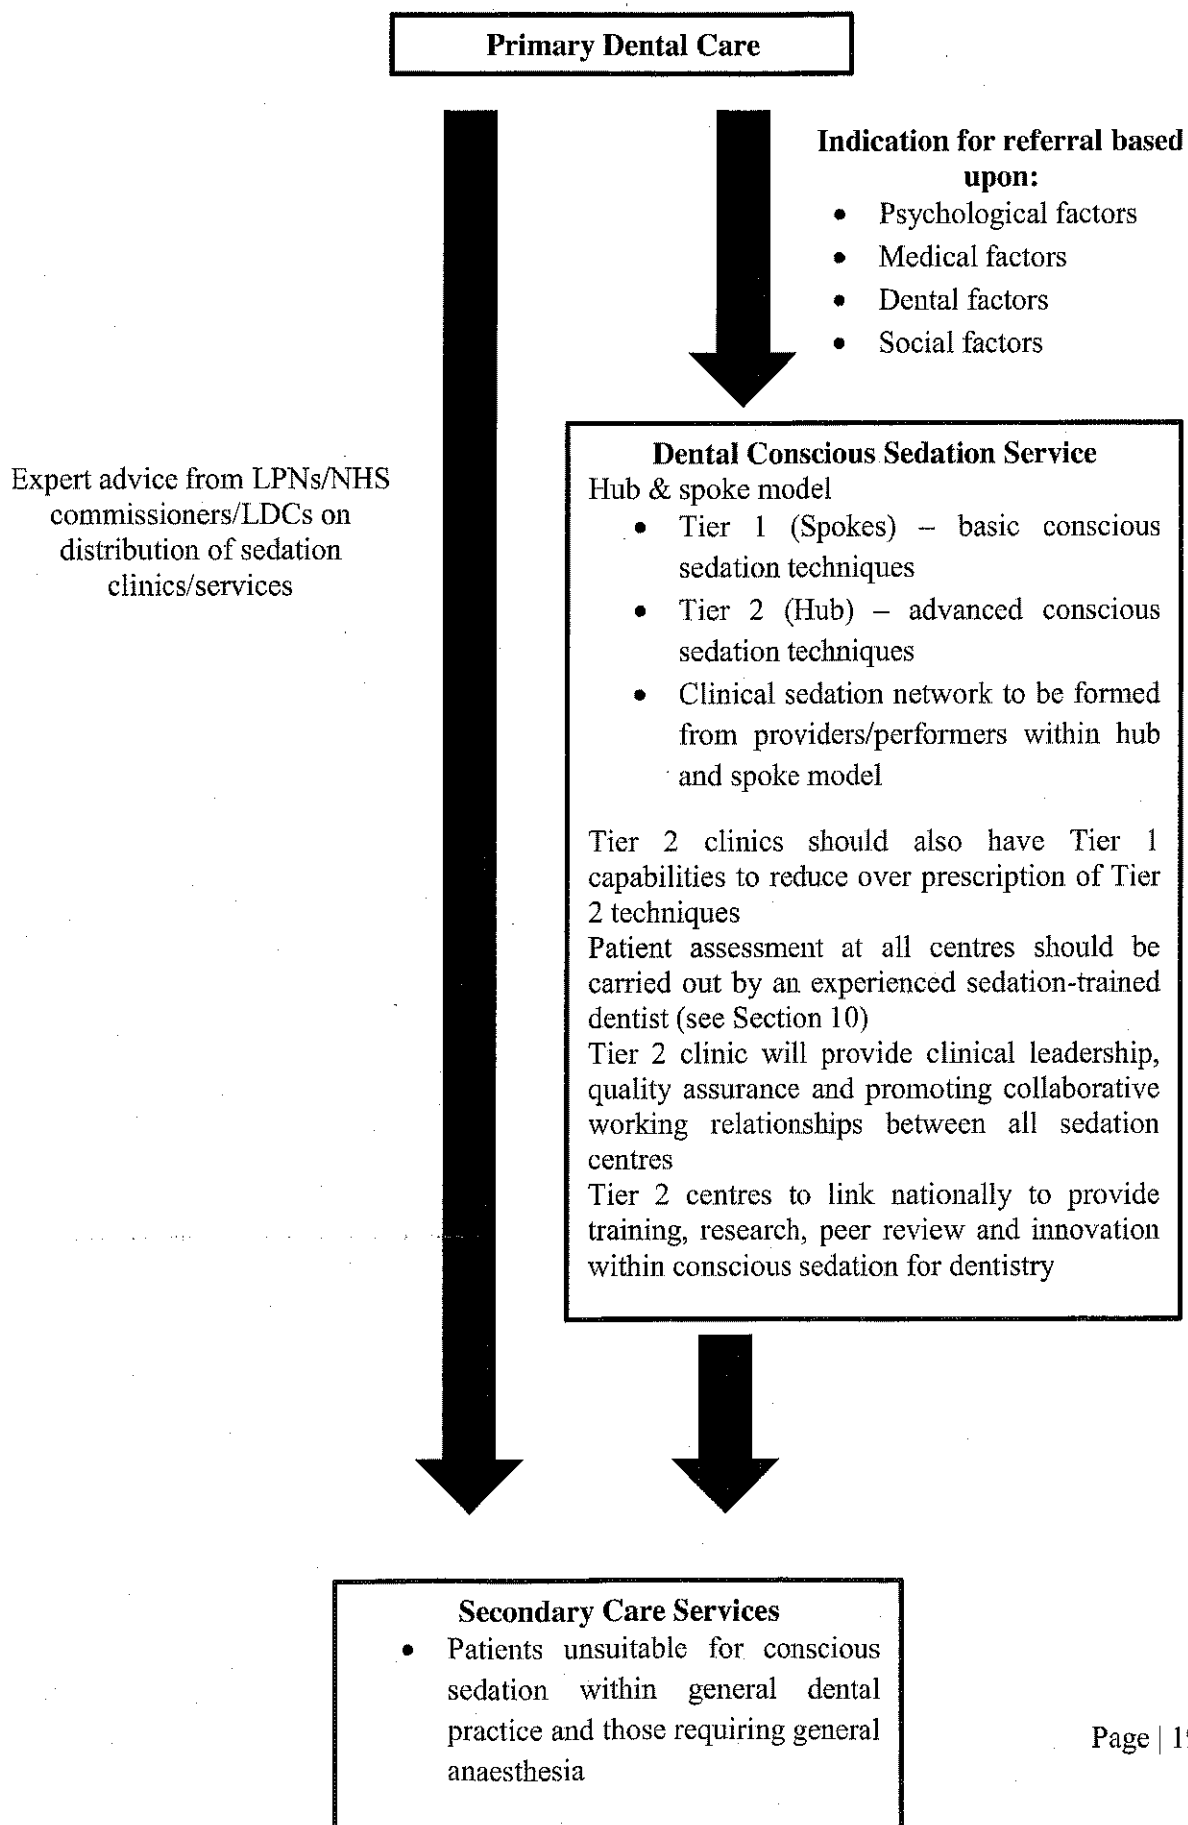 Primary Dental Care
Indication for referral based
upon:
• Psychological factors
• Medical factors
• Dental factors
• Social factors
Expert advice from LPNs/NHS
commissioners/LDCs on
distribution of sedation
clinics/services
Dental Conscious Sedation Service
Hub & spoke model
• Tier 1 (Spokes) – basic conscious
sedation techniques
• Tier 2 (Hub) – advanced conscious
sedation techniques
• Clinical sedation network to be formed
from providers/performers within hub
and spoke model
Tier 2 clinics should also have Tier 1
capabilities to reduce over prescription of Tier
2 techniques
Patient assessment at all centres should be
carried out by an experienced sedation-trained
dentist (see Section 10)
Tier 2 clinic will provide clinical leadership,
quality assurance and promoting collaborative
working relationships between all sedation
centres
Tier 2 centres to link nationally to provide
training, research, peer review and innovation
within conscious sedation for dentistry
Secondary Care Services
• Patients unsuitable for conscious
sedation within general dental
practice and those requiring general
anaesthesia
Page | 1